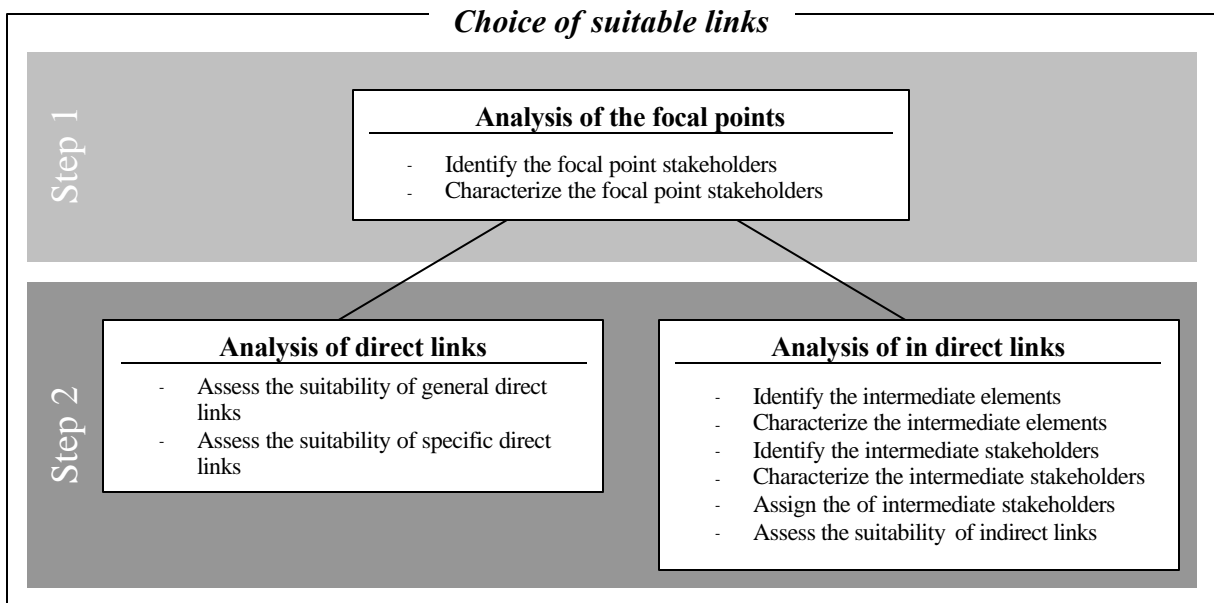 Choice of suitable links
Step 1
Analysis of the focal points
- Identify the focal point stakeholders
- Characterize the focal point stakeholders
Step 2
Analysis of direct links
- Assess the suitability of general direct
links
- Assess the suitability of specific direct
links
Analysis of in direct links
- Identify the intermediate elements
- Characterize the intermediate elements
- Identify the intermediate stakeholders
- Characterize the intermediate stakeholders
- Assign the of intermediate stakeholders
- Assess the suitability of indirect links